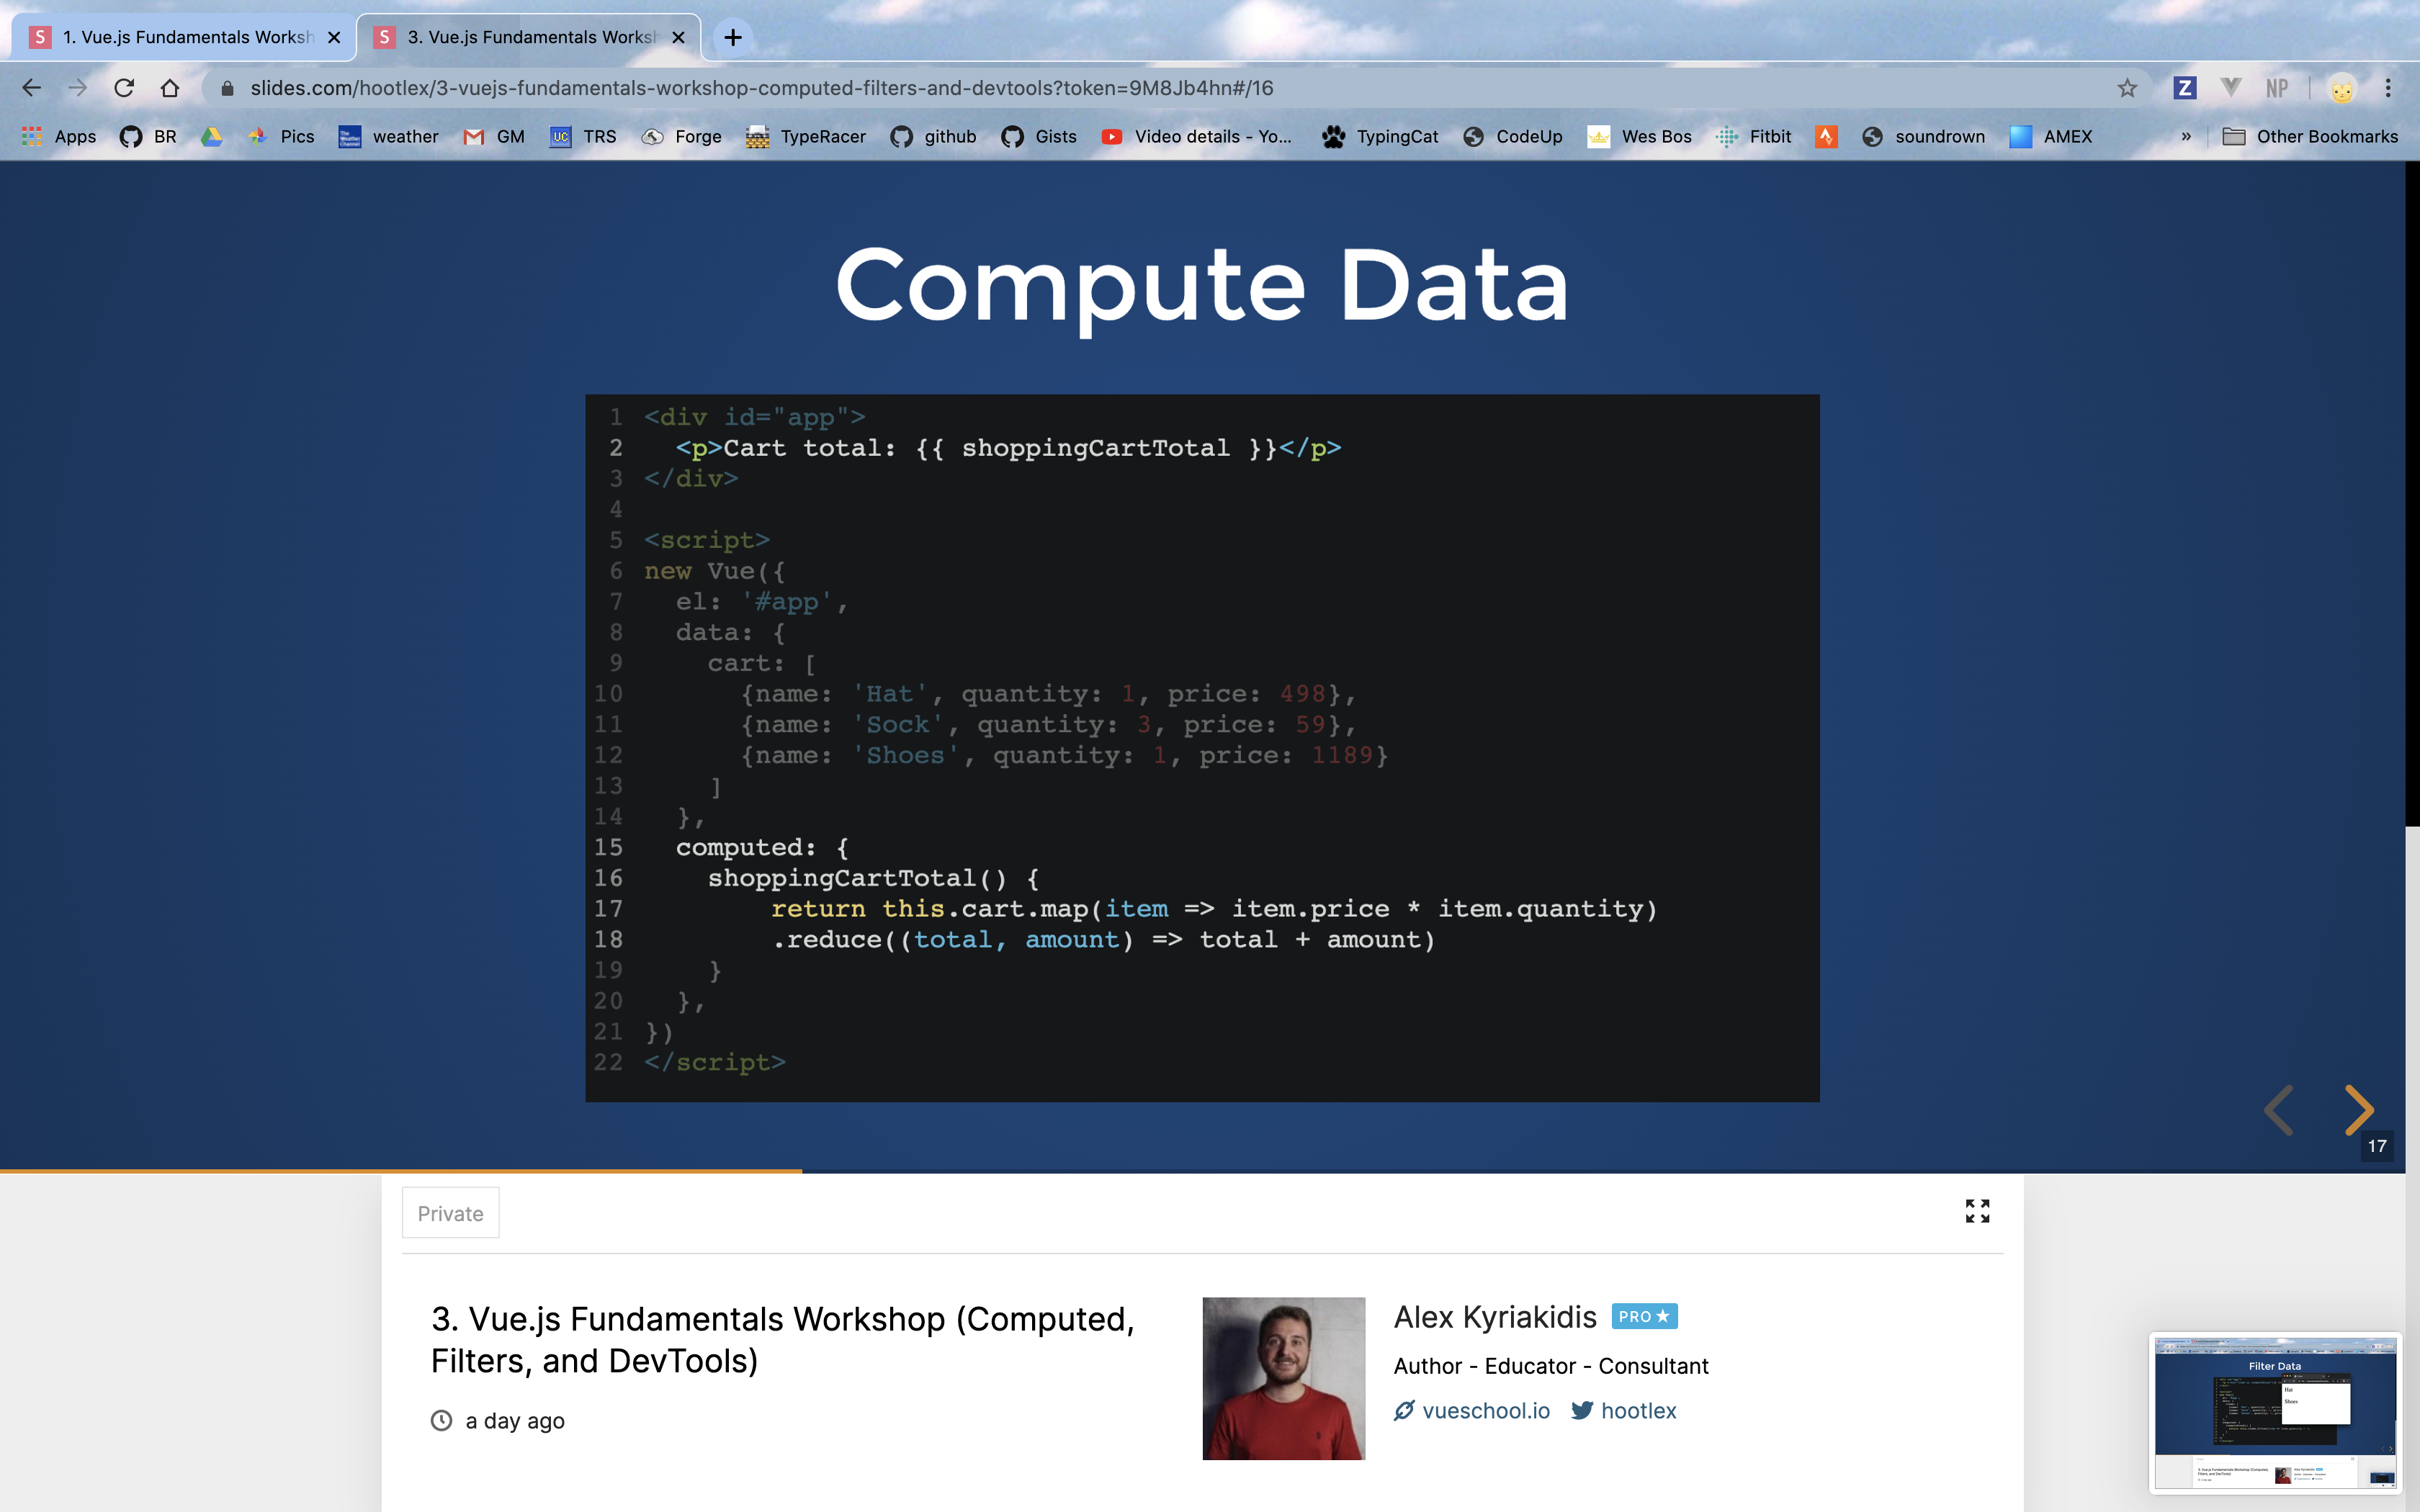 1. Vue.js Fundamentals Worksh
3. Vue.js Fundamentals Worksh
slides.com/hootlex/3-vuejs-fundamentals-workshop-computed-filters-and-devtools?token=9M8Jb4hn#/16
Z NP
Apps BR Pics weather GM TRS Forge TypeRacer github Gists Video details - Yo... TypingCat CodeUp Wes Bos Fitbit soundrown AMEX » Other Bookmarks
Compute Data
1 <div id="app">
2 <p>Cart total: {{ shoppingCartTotal }}</p>
3 </div>
4
5 <script>
6 new Vue({
7 el: '#app',
8 data: {
9 cart: [
10 {name: 'Hat', quantity: 1, price: 498},
11 {name: 'Sock', quantity: 3, price: 59},
12 {name: 'Shoes', quantity: 1, price: 1189}
13 ]
14 },
15 computed: {
16 shoppingCartTotal() {
17 return this.cart.map(item => item.price * item.quantity)
18 .reduce((total, amount) => total + amount)
19 }
20 },
21 })
22 </script>
17
Private
3. Vue.js Fundamentals Workshop (Computed,
Filters, and DevTools)
a day ago
Alex Kyriakidis PRO
Author - Educator - Consultant
vueschool.io hootlex
Filter Data
Hat
Shoes